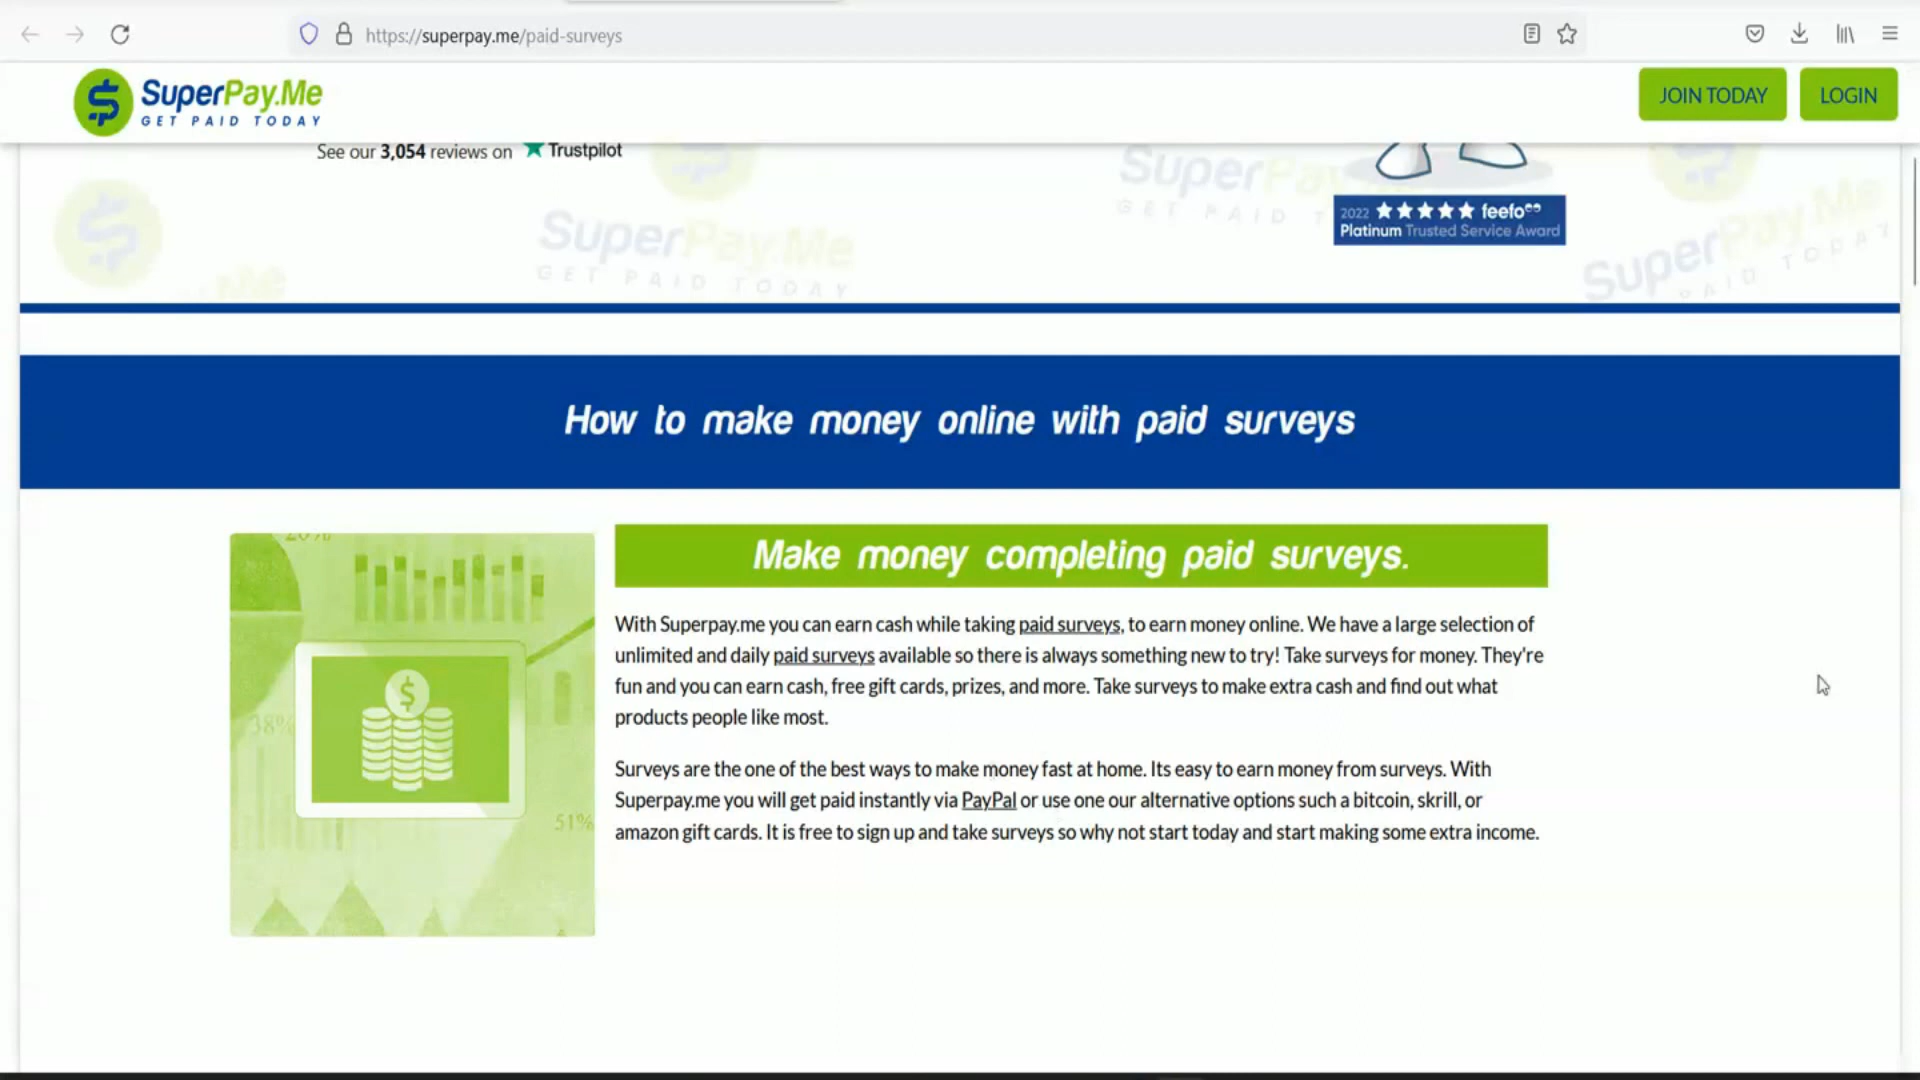 https://superpay.me/paid-surveys
SuperPay.Me
GET PAID TODAY
JOIN TODAY
LOGIN
See our 3,054 reviews on Trustpilot
SuperPay.Me
GET PAID TODAY
2022 feefo
Platinum Trusted Service Award
SuperPay.Me
PAID TODAY
How to make money online with paid surveys
Make money completing paid surveys.
With Superpay.me you can earn cash while taking paid surveys, to earn money online. We have a large selection of
unlimited and daily paid surveys available so there is always something new to try! Take surveys for money. They're
fun and you can earn cash, free gift cards, prizes, and more. Take surveys to make extra cash and find out what
products people like most.
Surveys are the one of the best ways to make money fast at home. Its easy to earn money from surveys. With
Superpay.me you will get paid instantly via PayPal or use one our alternative options such a bitcoin, skrill, or
amazon gift cards. It is free to sign up and take surveys so why not start today and start making some extra income.
38%
51%